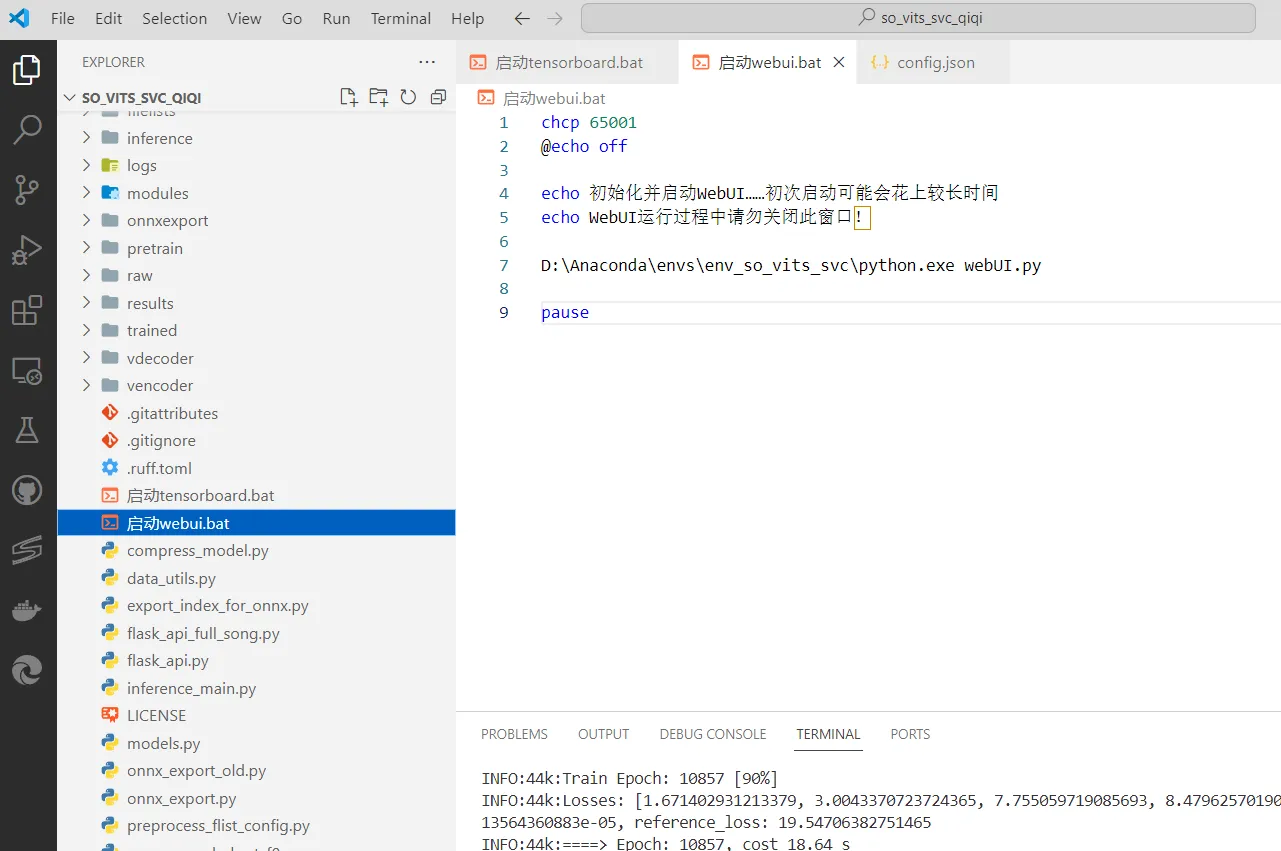 File Edit Selection View Go Run Terminal Help so_vits_svc_qiqi
EXPLORER
SO_VITS_SVC_QIQI
filelists
inference
logs
modules
onnxexport
pretrain
raw
results
trained
vdecoder
vencoder
.gitattributes
.gitignore
.ruff.toml
启动tensorboard.bat
启动webui.bat
compress_model.py
data_utils.py
export_index_for_onnx.py
flask_api_full_song.py
flask_api.py
inference_main.py
LICENSE
models.py
onnx_export_old.py
onnx_export.py
preprocess_flist_config.py
启动tensorboard.bat 启动webui.bat config.json
启动webui.bat
1 chcp 65001
2 @echo off
3
4 echo 初始化并启动WebUI……初次启动可能会花上较长时间
5 echo WebUI运行过程中请勿关闭此窗口！
6
7 D:\Anaconda\envs\env_so_vits_svc\python.exe webUI.py
8
9 pause
PROBLEMS OUTPUT DEBUG CONSOLE TERMINAL PORTS
INFO:44k:Train Epoch: 10857 [90%]
INFO:44k:Losses: [1.671402931213379, 3.0043370723724365, 7.755059719085693, 8.47962570190
13564360883e-05, reference_loss: 19.54706382751465
INFO:44k:====> Epoch: 10857, cost 18.64 s